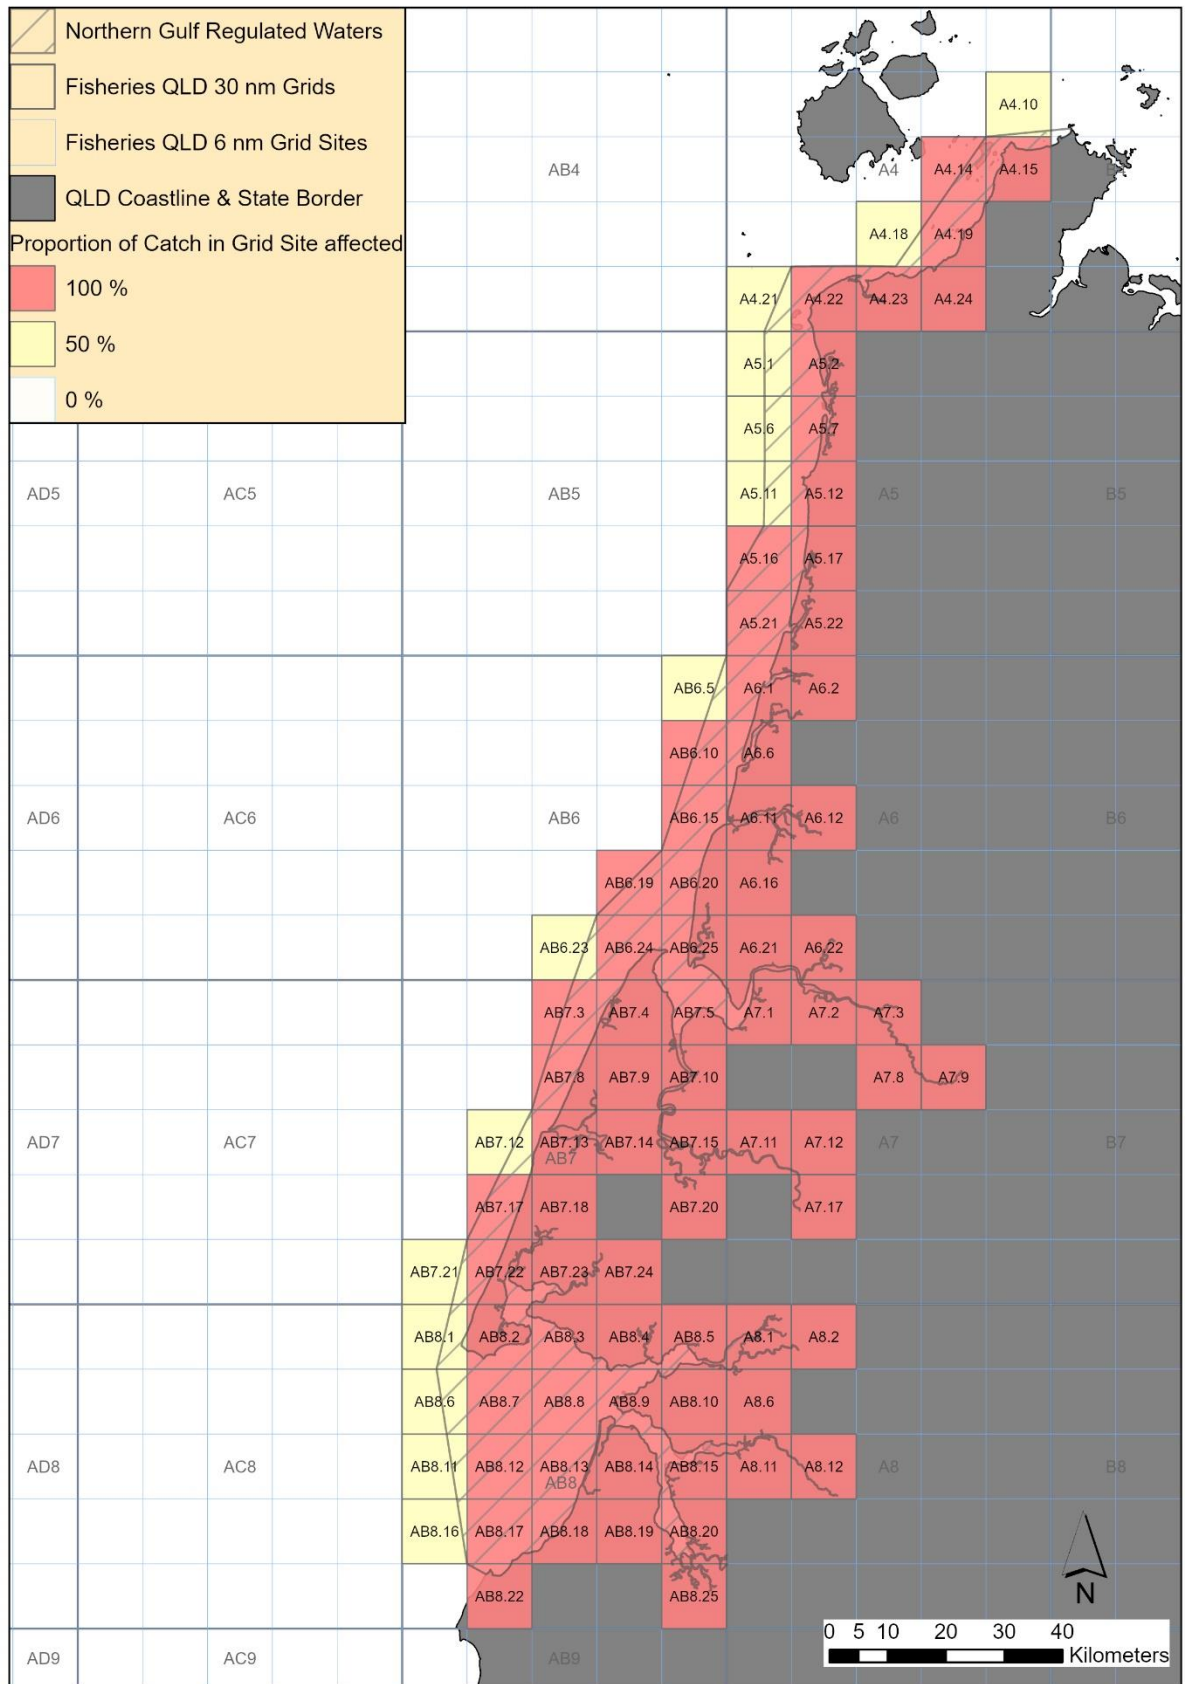 Northern Gulf Regulated Waters
Fisheries QLD 30 nm Grids
Fisheries QLD 6 nm Grid Sites
QLD Coastline & State Border
Proportion of Catch in Grid Site affected
100 %
50 %
0 %
A4.10
AB4 A4 A4.14 A4.15
A4.18 A4.19
A4.21 A4.22 A4.23 A4.24
A5.1 A5.2
A5.6 A5.7
AD5 AC5 AB5 A5.11 A5.12 A5 B5
A5.16 A5.17
A5.21 A5.22
AB6.5 A6.1 A6.2
AB6.10 A6.6
AD6 AC6 AB6 AB6.15 A6.11 A6.12 A6 B6
AB6.19 AB6.20 A6.16
AB6.23 AB6.24 AB6.25 A6.21 A6.22
AB7.3 AB7.4 AB7.5 A7.1 A7.2 A7.3
AB7.8 AB7.9 AB7.10 A7.8 A7.9
AD7 AC7 AB7.12 AB7.13 AB7.14 AB7.15 A7.11 A7.12 A7 B7
AB7
AB7.17 AB7.18 AB7.20 A7.17
AB7.21 AB7.22 AB7.23 AB7.24
AB8.1 AB8.2 AB8.3 AB8.4 AB8.5 A8.1 A8.2
AB8.6 AB8.7 AB8.8 AB8.9 AB8.10 A8.6
AD8 AC8 AB8.11 AB8.12 AB8.13 AB8.14 AB8.15 A8.11 A8.12 A8 B8
AB8
AB8.16 AB8.17 AB8.18 AB8.19 AB8.20
AB8.22 AB8.25
N
0 5 10 20 30 40
Kilometers
AD9 AC9 AB9